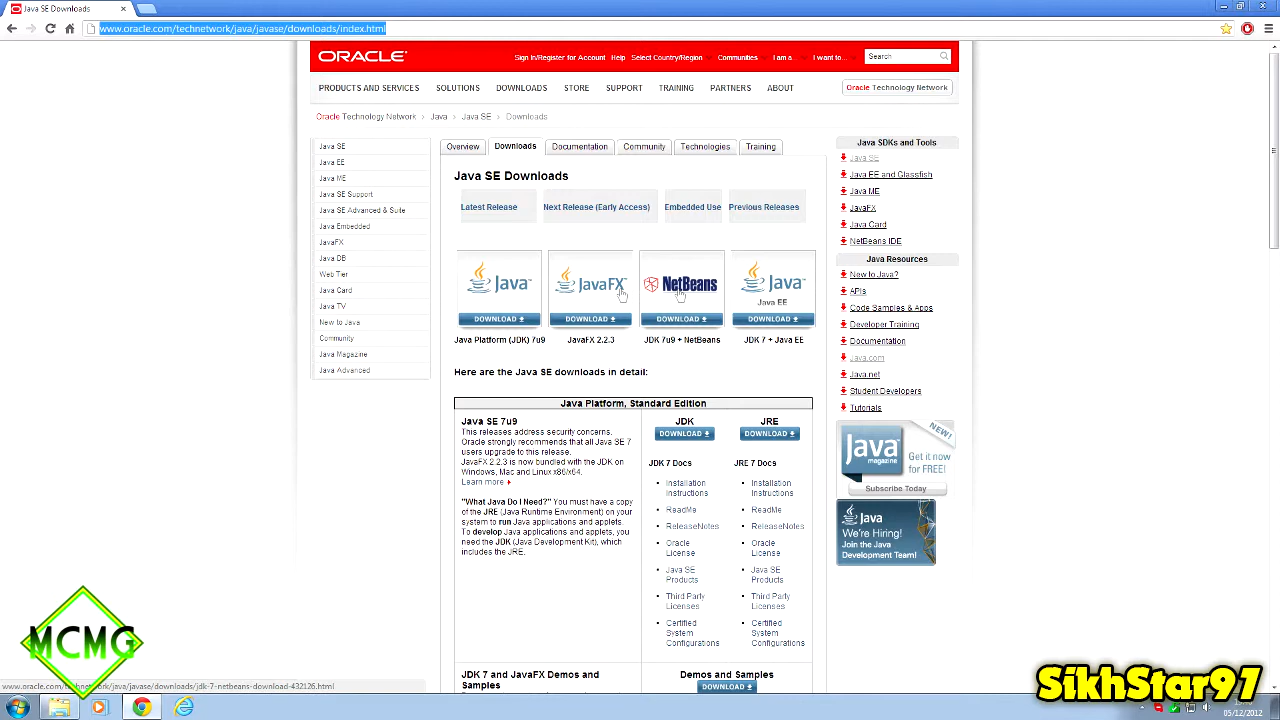 Java SE Downloads
www.oracle.com/technetwork/java/javase/downloads/index.html
ORACLE
Sign In/Register for Account Help Select Country/Region Communities I am a... I want to... Search
PRODUCTS AND SERVICES SOLUTIONS DOWNLOADS STORE SUPPORT TRAINING PARTNERS ABOUT Oracle Technology Network
Oracle Technology Network > Java > Java SE > Downloads
Java SE
Java EE
Java ME
Java SE Support
Java SE Advanced & Suite
Java Embedded
JavaFX
Java DB
Web Tier
Java Card
Java TV
New to Java
Community
Java Magazine
Java Advanced
Overview Downloads Documentation Community Technologies Training
Java SE Downloads
Latest Release Next Release (Early Access) Embedded Use Previous Releases
Java JavaFX NetBeans Java
Java EE
DOWNLOAD DOWNLOAD DOWNLOAD DOWNLOAD
Java Platform (JDK) 7u9 JavaFX 2.2.3 JDK 7u9 + NetBeans JDK 7 + Java EE
Here are the Java SE downloads in detail:
Java Platform, Standard Edition
Java SE 7u9
This releases address security concerns.
Oracle strongly recommends that all Java SE 7
users upgrade to this release.
JavaFX 2.2.3 is now bundled with the JDK on
Windows, Mac and Linux x86/x64.
Learn more
"What Java Do I Need?" You must have a copy
of the JRE (Java Runtime Environment) on your
system to run Java applications and applets.
To develop Java applications and applets, you
need the JDK (Java Development Kit), which
includes the JRE.
JDK
DOWNLOAD
JDK 7 Docs
Installation
Instructions
ReadMe
ReleaseNotes
Oracle
License
Java SE
Products
Third Party
Licenses
Certified
System
Configurations
JRE
DOWNLOAD
JRE 7 Docs
Installation
Instructions
ReadMe
ReleaseNotes
Oracle
License
Java SE
Products
Third Party
Licenses
Certified
System
Configurations
JDK 7 and JavaFX Demos and
Samples
Demos and Samples
DOWNLOAD
Java SDKs and Tools
Java SE
Java EE and Glassfish
Java ME
JavaFX
Java Card
NetBeans IDE
Java Resources
New to Java?
APIs
Code Samples & Apps
Developer Training
Documentation
Java.com
Java.net
Student Developers
Tutorials
NEW!
Java
magazine
Get it now
for FREE!
Subscribe Today
Java
We're Hiring!
Join the Java
Development Team!
MCMG
SikhStar97
www.oracle.com/technetwork/java/javase/downloads/jdk-7-netbeans-download-432126.html
05/12/2012